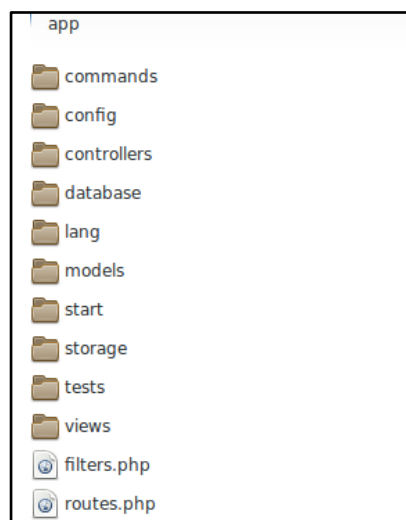 app
commands
config
controllers
database
lang
models
start
storage
tests
views
filters.php
routes.php